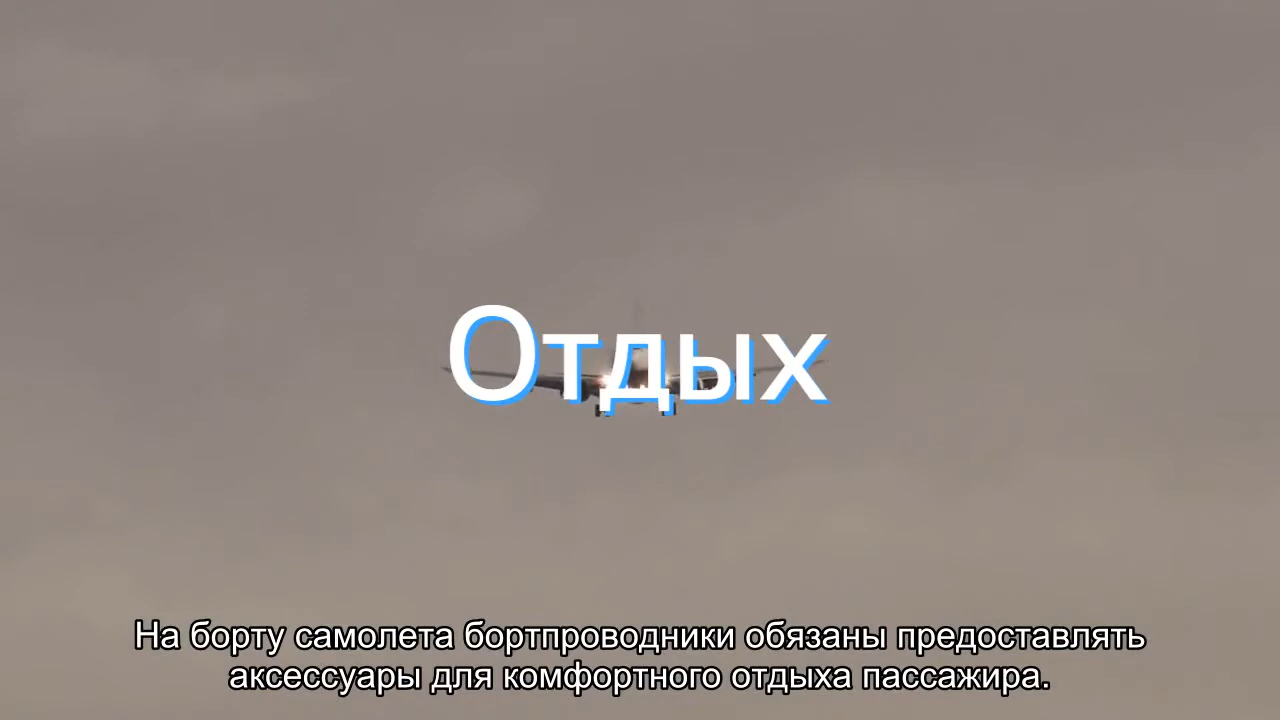 Отдых
На борту самолета бортпроводники обязаны предоставлять
аксессуары для комфортного отдыха пассажира.